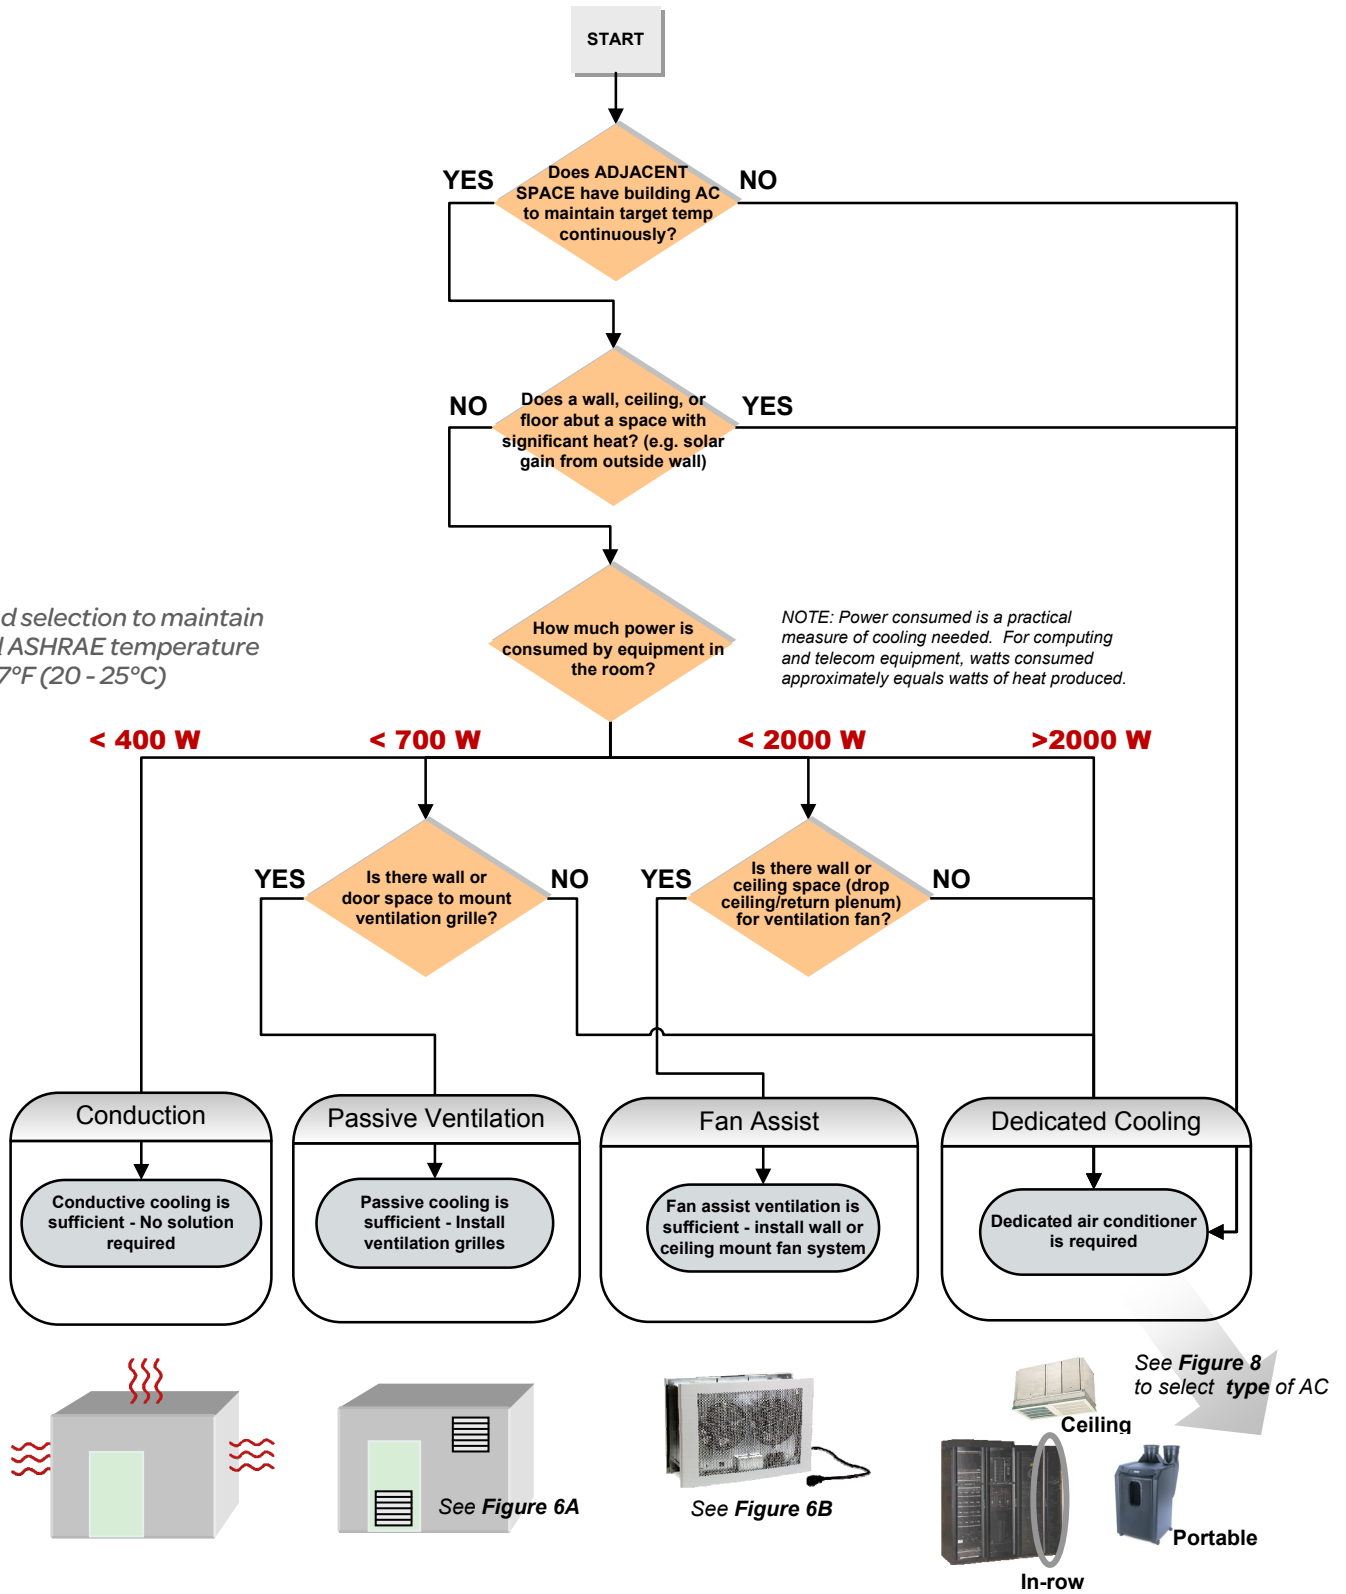 START
Does ADJACENT
SPACE have building AC
to maintain target temp
continuously?
YES
NO
Does a wall, ceiling, or
floor abut a space with
significant heat? (e.g. solar
gain from outside wall)
NO
YES
How much power is
consumed by equipment in
the room?
NOTE: Power consumed is a practical
measure of cooling needed. For computing
and telecom equipment, watts consumed
approximately equals watts of heat produced.
d selection to maintain
ASHRAE temperature
7°F (20 - 25°C)
< 400 W
< 700 W
< 2000 W
>2000 W
Is there wall or
door space to mount
ventilation grille?
YES
NO
Is there wall or
ceiling space (drop
ceiling/return plenum)
for ventilation fan?
YES
NO
Conduction
Conductive cooling is
sufficient - No solution
required
Passive Ventilation
Passive cooling is
sufficient - Install
ventilation grilles
Fan Assist
Fan assist ventilation is
sufficient - install wall or
ceiling mount fan system
Dedicated Cooling
Dedicated air conditioner
is required
See Figure 6A
See Figure 6B
See Figure 8
to select type of AC
Ceiling
Portable
In-row